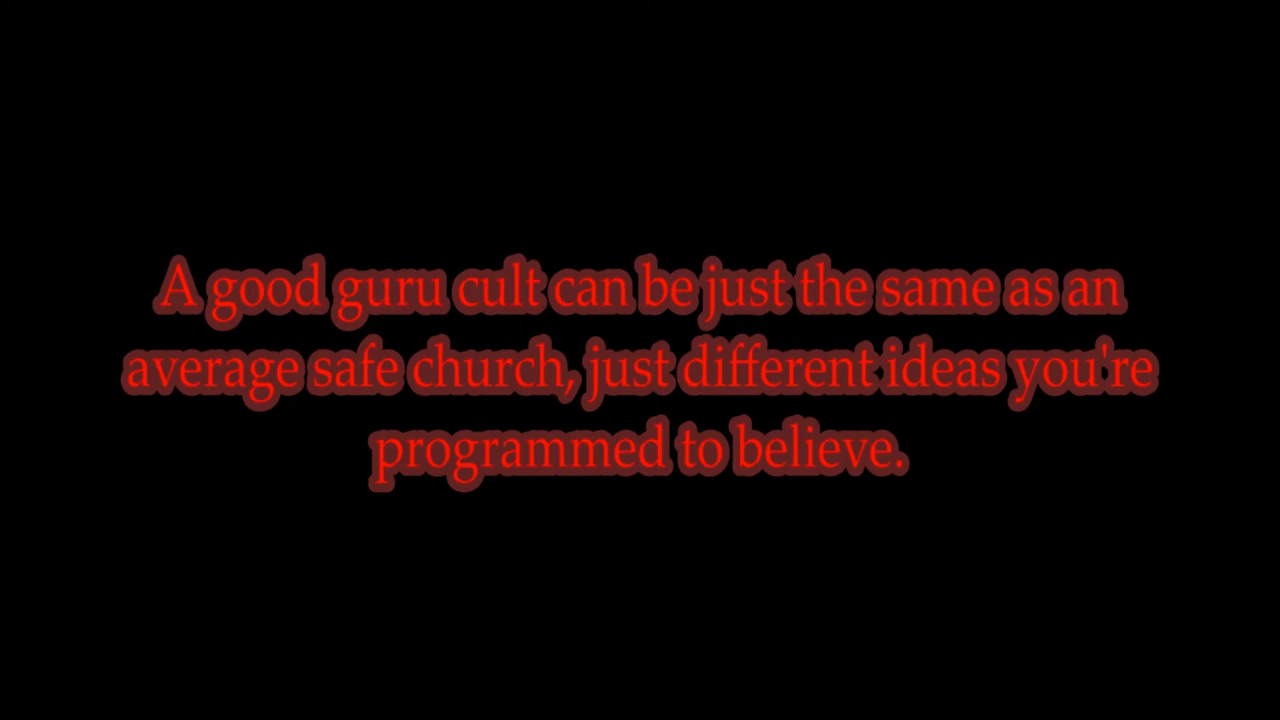 A good guru cult can be just the same as an
average safe church, just different ideas you're
programmed to believe.